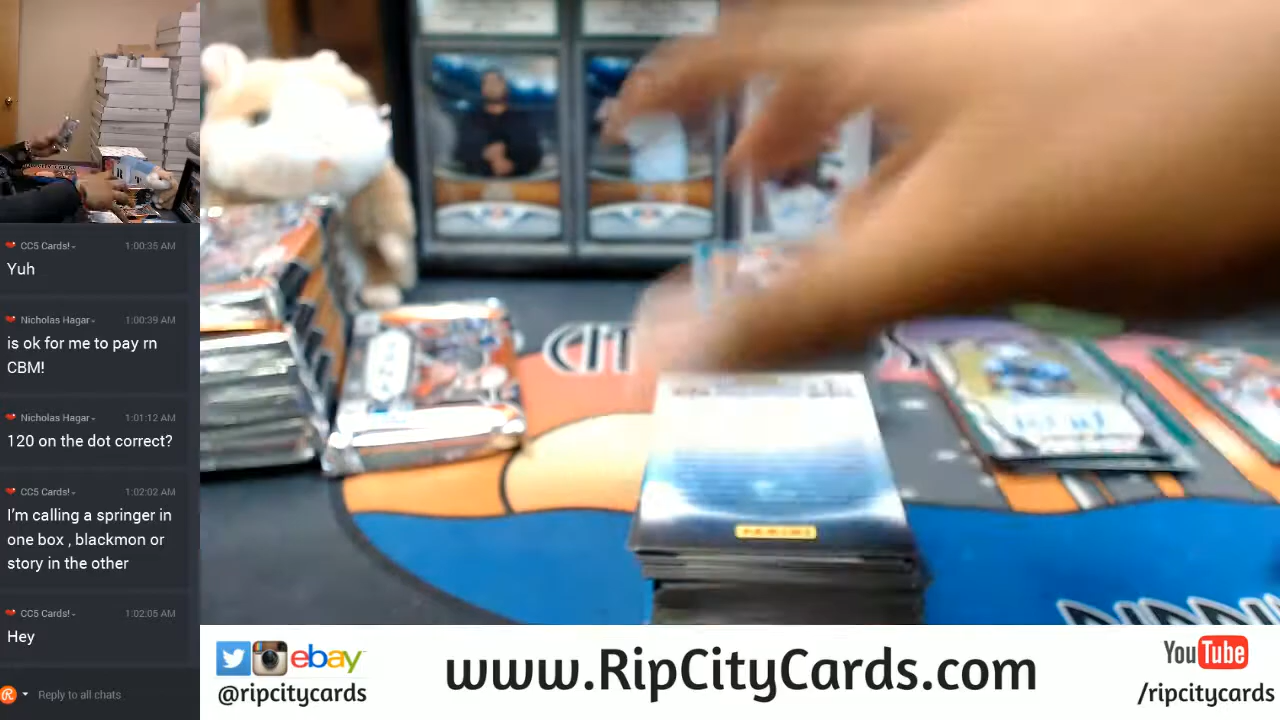 CC5 Cards! 1:00:35 AM
Yuh
Nicholas Hagar 1:00:39 AM
is ok for me to pay rn
CBM!
Nicholas Hagar 1:01:12 AM
120 on the dot correct?
CC5 Cards! 1:02:02 AM
I'm calling a springer in
one box , blackmon or
story in the other
CC5 Cards! 1:02:05 AM
Hey
Reply to all chats
PANINI
ebay
@ripcitycards
www.RipCityCards.com
YouTube
/ripcitycards